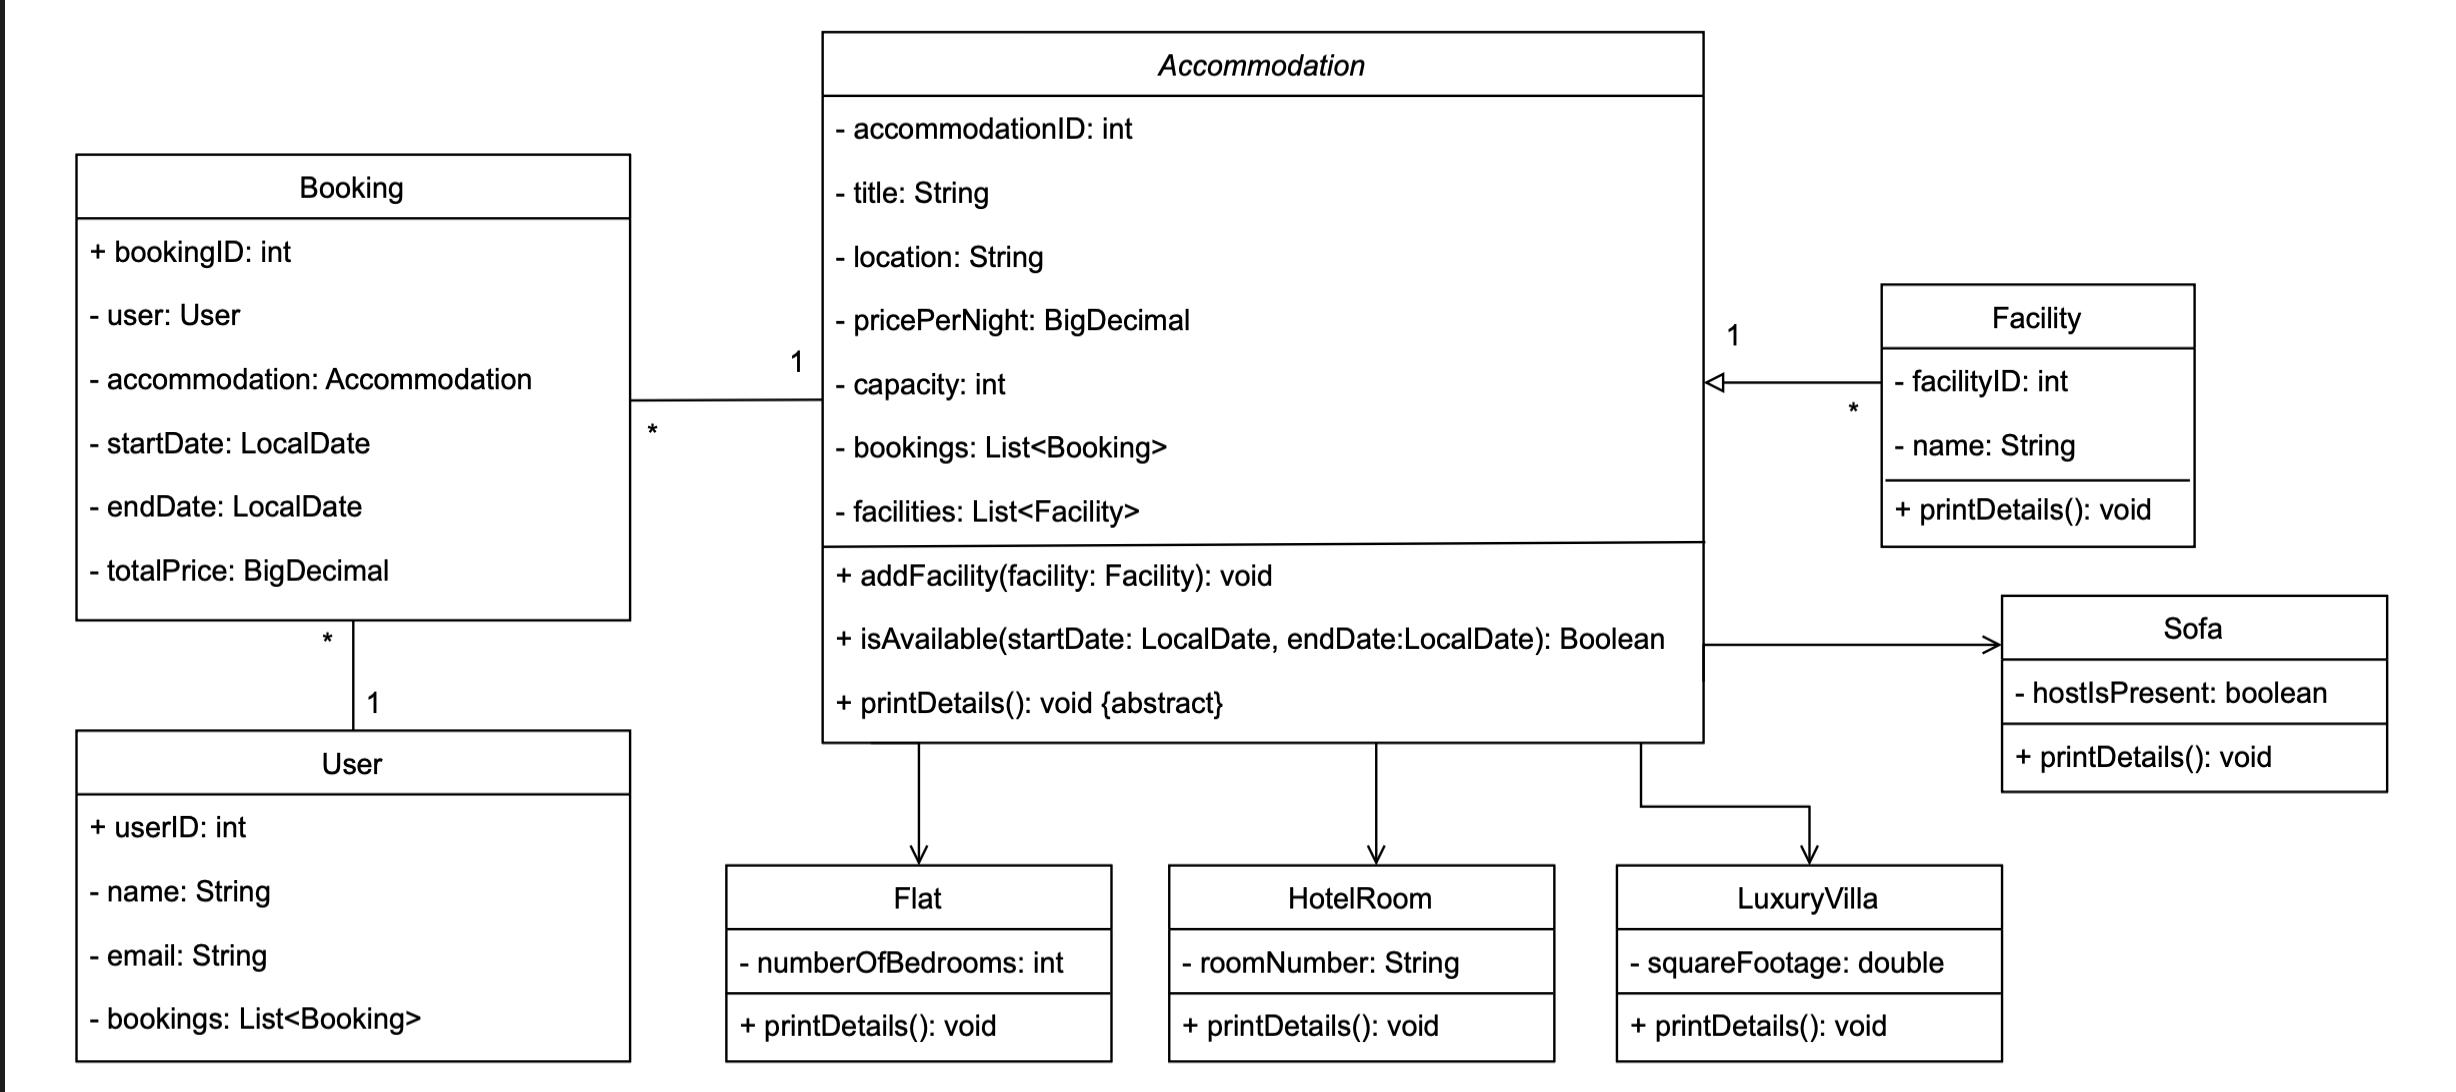 Accommodation
- accommodationID: int
- title: String
- location: String
- pricePerNight: BigDecimal
- capacity: int
- bookings: List<Booking>
- facilities: List<Facility>
+ addFacility(facility: Facility): void
+ isAvailable(startDate: LocalDate, endDate:LocalDate): Boolean
+ printDetails(): void {abstract}
Booking
+ bookingID: int
- user: User
- accommodation: Accommodation
- startDate: LocalDate
- endDate: LocalDate
- totalPrice: BigDecimal
1
*
*
1
User
+ userID: int
- name: String
- email: String
- bookings: List<Booking>
1
*
Facility
- facilityID: int
- name: String
+ printDetails(): void
Sofa
- hostIsPresent: boolean
+ printDetails(): void
Flat
- numberOfBedrooms: int
+ printDetails(): void
HotelRoom
- roomNumber: String
+ printDetails(): void
LuxuryVilla
- squareFootage: double
+ printDetails(): void